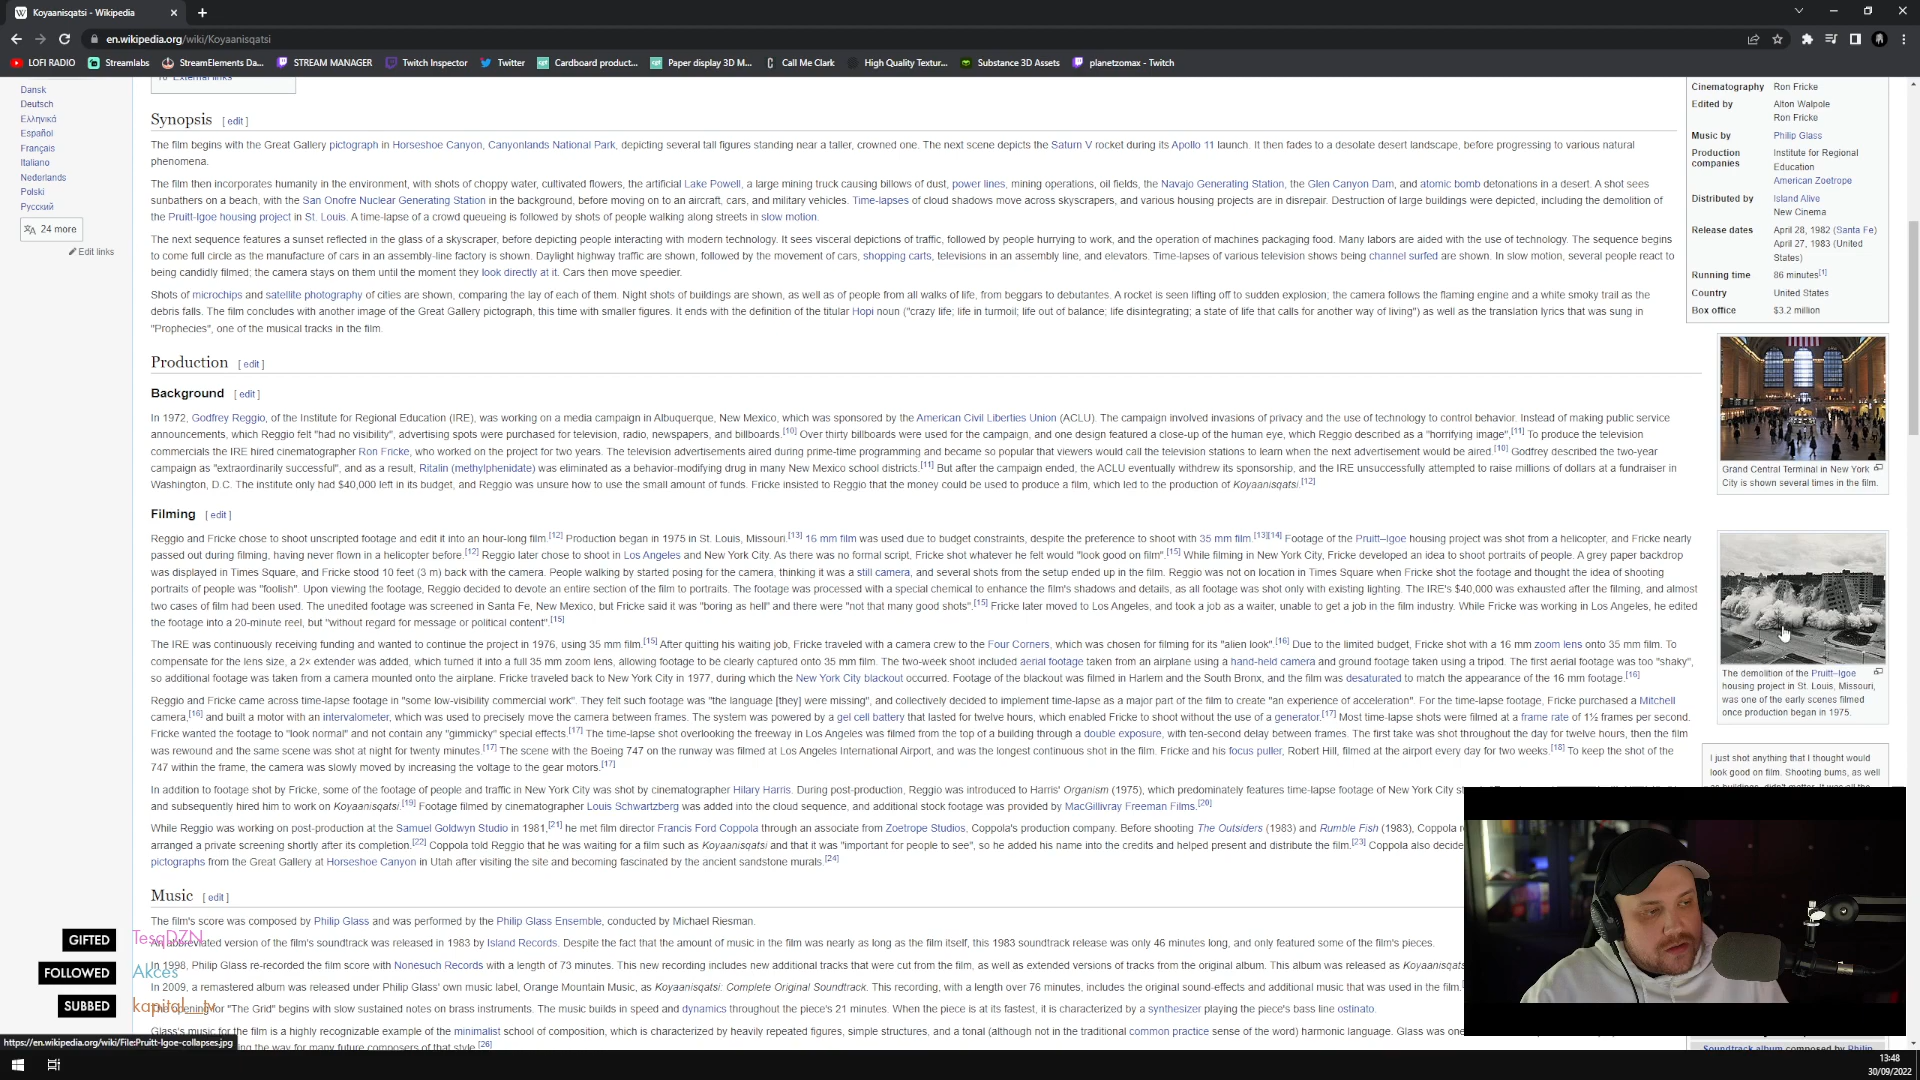 Koyaanisqatsi - Wikipedia
en.wikipedia.org/wiki/Koyaanisqatsi
LOFI RADIO Streamlabs StreamElements Da... STREAM MANAGER Twitch Inspector Twitter Cardboard product... Paper display 3D M... Call Me Clark High Quality Textur... Substance 3D Assets planetzomax - Twitch
Dansk
Deutsch
Ελληνικά
Español
Français
Italiano
Nederlands
Polski
Русский
24 more
Edit links
10 External links
Synopsis [ edit ]
The film begins with the Great Gallery pictograph in Horseshoe Canyon, Canyonlands National Park, depicting several tall figures standing near a taller, crowned one. The next scene depicts the Saturn V rocket during its Apollo 11 launch. It then fades to a desolate desert landscape, before progressing to various natural
phenomena.
The film then incorporates humanity in the environment, with shots of choppy water, cultivated flowers, the artificial Lake Powell, a large mining truck causing billows of dust, power lines, mining operations, oil fields, the Navajo Generating Station, the Glen Canyon Dam, and atomic bomb detonations in a desert. A shot sees
sunbathers on a beach, with the San Onofre Nuclear Generating Station in the background, before moving on to an aircraft, cars, and military vehicles. Time-lapses of cloud shadows move across skyscrapers, and various housing projects are in disrepair. Destruction of large buildings were depicted, including the demolition of
the Pruitt-Igoe housing project in St. Louis. A time-lapse of a crowd queueing is followed by shots of people walking along streets in slow motion.
The next sequence features a sunset reflected in the glass of a skyscraper, before depicting people interacting with modern technology. It sees visceral depictions of traffic, followed by people hurrying to work, and the operation of machines packaging food. Many labors are aided with the use of technology. The sequence begins
to come full circle as the manufacture of cars in an assembly-line factory is shown. Daylight highway traffic are shown, followed by the movement of cars, shopping carts, televisions in an assembly line, and elevators. Time-lapses of various television shows being channel surfed are shown. In slow motion, several people react to
being candidly filmed; the camera stays on them until the moment they look directly at it. Cars then move speedier.
Shots of microchips and satellite photography of cities are shown, comparing the lay of each of them. Night shots of buildings are shown, as well as of people from all walks of life, from beggars to debutantes. A rocket is seen lifting off to sudden explosion; the camera follows the flaming engine and a white smoky trail as the
debris falls. The film concludes with another image of the Great Gallery pictograph, this time with smaller figures. It ends with the definition of the titular Hopi noun ("crazy life; life in turmoil; life out of balance; life disintegrating; a state of life that calls for another way of living") as well as the translation lyrics that was sung in
"Prophecies", one of the musical tracks in the film.
Production [ edit ]
Background [ edit ]
In 1972, Godfrey Reggio, of the Institute for Regional Education (IRE), was working on a media campaign in Albuquerque, New Mexico, which was sponsored by the American Civil Liberties Union (ACLU). The campaign involved invasions of privacy and the use of technology to control behavior. Instead of making public service
announcements, which Reggio felt "had no visibility", advertising spots were purchased for television, radio, newspapers, and billboards.[10] Over thirty billboards were used for the campaign, and one design featured a close-up of the human eye, which Reggio described as a "horrifying image".[11] To produce the television
commercials the IRE hired cinematographer Ron Fricke, who worked on the project for two years. The television advertisements aired during prime-time programming and became so popular that viewers would call the television stations to learn when the next advertisement would be aired.[10] Godfrey described the two-year
campaign as "extraordinarily successful", and as a result, Ritalin (methylphenidate) was eliminated as a behavior-modifying drug in many New Mexico school districts.[11] But after the campaign ended, the ACLU eventually withdrew its sponsorship, and the IRE unsuccessfully attempted to raise millions of dollars at a fundraiser in
Washington, D.C. The institute only had $40,000 left in its budget, and Reggio was unsure how to use the small amount of funds. Fricke insisted to Reggio that the money could be used to produce a film, which led to the production of Koyaanisqatsi.[12]
Filming [ edit ]
Reggio and Fricke chose to shoot unscripted footage and edit it into an hour-long film.[12] Production began in 1975 in St. Louis, Missouri.[13] 16 mm film was used due to budget constraints, despite the preference to shoot with 35 mm film.[13][14] Footage of the Pruitt–Igoe housing project was shot from a helicopter, and Fricke nearly
passed out during filming, having never flown in a helicopter before.[12] Reggio later chose to shoot in Los Angeles and New York City. As there was no formal script, Fricke shot whatever he felt would "look good on film".[15] While filming in New York City, Fricke developed an idea to shoot portraits of people. A grey paper backdrop
was displayed in Times Square, and Fricke stood 10 feet (3 m) back with the camera. People walking by started posing for the camera, thinking it was a still camera, and several shots from the setup ended up in the film. Reggio was not on location in Times Square when Fricke shot the footage and thought the idea of shooting
portraits of people was "foolish". Upon viewing the footage, Reggio decided to devote an entire section of the film to portraits. The footage was processed with a special chemical to enhance the film's shadows and details, as all footage was shot only with existing lighting. The IRE's $40,000 was exhausted after the filming, and almost
two cases of film had been used. The unedited footage was screened in Santa Fe, New Mexico, but Fricke said it was "boring as hell" and there were "not that many good shots".[15] Fricke later moved to Los Angeles, and took a job as a waiter, unable to get a job in the film industry. While Fricke was working in Los Angeles, he edited
the footage into a 20-minute reel, but "without regard for message or political content".[15]
The IRE was continuously receiving funding and wanted to continue the project in 1976, using 35 mm film.[15] After quitting his waiting job, Fricke traveled with a camera crew to the Four Corners, which was chosen for filming for its "alien look".[16] Due to the limited budget, Fricke shot with a 16 mm zoom lens onto 35 mm film. To
compensate for the lens size, a 2× extender was added, which turned it into a full 35 mm zoom lens, allowing footage to be clearly captured onto 35 mm film. The two-week shoot included aerial footage taken from an airplane using a hand-held camera and ground footage taken using a tripod. The first aerial footage was too "shaky",
so additional footage was taken from a camera mounted onto the airplane. Fricke traveled back to New York City in 1977, during which the New York City blackout occurred. Footage of the blackout was filmed in Harlem and the South Bronx, and the film was desaturated to match the appearance of the 16 mm footage.[16]
Reggio and Fricke came across time-lapse footage in "some low-visibility commercial work". They felt such footage was "the language [they] were missing", and collectively decided to implement time-lapse as a major part of the film to create "an experience of acceleration". For the time-lapse footage, Fricke purchased a Mitchell
camera,[16] and built a motor with an intervalometer, which was used to precisely move the camera between frames. The system was powered by a gel cell battery that lasted for twelve hours, which enabled Fricke to shoot without the use of a generator.[17] Most time-lapse shots were filmed at a frame rate of 1½ frames per second.
Fricke wanted the footage to "look normal" and not contain any "gimmicky" special effects.[17] The time-lapse shot overlooking the freeway in Los Angeles was filmed from the top of a building through a double exposure, with ten-second delay between frames. The first take was shot throughout the day for twelve hours, then the film
was rewound and the same scene was shot at night for twenty minutes.[17] The scene with the Boeing 747 on the runway was filmed at Los Angeles International Airport, and was the longest continuous shot in the film. Fricke and his focus puller, Robert Hill, filmed at the airport every day for two weeks.[18] To keep the shot of the
747 within the frame, the camera was slowly moved by increasing the voltage to the gear motors.[17]
In addition to footage shot by Fricke, some of the footage of people and traffic in New York City was shot by cinematographer Hilary Harris. During post-production, Reggio was introduced to Harris' Organism (1975), which predominately features time-lapse footage of New York City
and subsequently hired him to work on Koyaanisqatsi.[19] Footage filmed by cinematographer Louis Schwartzberg was added into the cloud sequence, and additional stock footage was provided by MacGillivray Freeman Films.[20]
While Reggio was working on post-production at the Samuel Goldwyn Studio in 1981,[21] he met film director Francis Ford Coppola through an associate from Zoetrope Studios, Coppola's production company. Before shooting The Outsiders (1983) and Rumble Fish (1983), Coppola
arranged a private screening shortly after its completion.[22] Coppola told Reggio that he was waiting for a film such as Koyaanisqatsi and that it was "important for people to see", so he added his name into the credits and helped present and distribute the film.[23] Coppola also decide
pictographs from the Great Gallery at Horseshoe Canyon in Utah after visiting the site and becoming fascinated by the ancient sandstone murals.[24]
Music [ edit ]
The film's score was composed by Philip Glass and was performed by the Philip Glass Ensemble, conducted by Michael Riesman.
An abbreviated version of the film's soundtrack was released in 1983 by Island Records. Despite the fact that the amount of music in the film was nearly as long as the film itself, this 1983 soundtrack release was only 46 minutes long, and only featured some of the film's pieces.
In 1998, Philip Glass re-recorded the film score with Nonesuch Records with a length of 73 minutes. This new recording includes new additional tracks that were cut from the film, as well as extended versions of tracks from the original album. This album was released as Koyaanisqats
In 2009, a remastered album was released under Philip Glass' own music label, Orange Mountain Music, as Koyaanisqatsi: Complete Original Soundtrack. This recording, with a length over 76 minutes, includes the original sound-effects and additional music that was used in the film.
opening for "The Grid" begins with slow sustained notes on brass instruments. The music builds in speed and dynamics throughout the piece's 21 minutes. When the piece is at its fastest, it is characterized by a synthesizer playing the piece's bass line ostinato.
Glass's music for the film is a highly recognizable example of the minimalist school of composition, which is characterized by heavily repeated figures, simple structures, and a tonal (although not in the traditional common practice sense of the word) harmonic language. Glass was one
ing the way for many future composers of that style.[26]
Cinematography Ron Fricke
Edited by Alton Walpole
Ron Fricke
Music by Philip Glass
Production companies Institute for Regional
Education
American Zoetrope
Distributed by Island Alive
New Cinema
Release dates April 28, 1982 (Santa Fe)
April 27, 1983 (United
States)
Running time 86 minutes[1]
Country United States
Box office $3.2 million
Grand Central Terminal in New York
City is shown several times in the film.
The demolition of the Pruitt–Igoe
housing project in St. Louis, Missouri,
was one of the early scenes filmed
once production began in 1975.
I just shot anything that I thought would
look good on film. Shooting bums, as well
as buildings, didn't matter. It was all the
Soundtrack album composed by Philip
GIFTED TesqDZN
FOLLOWED Akces
SUBBED kapital_tv
https://en.wikipedia.org/wiki/File:Pruitt-Igoe-collapses.jpg
13:48
30/09/2022